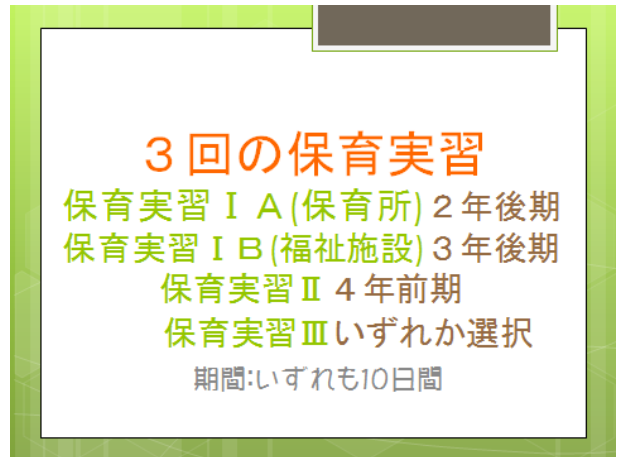 ３回の保育実習
保育実習ⅠＡ(保育所)２年後期
保育実習ⅠＢ(福祉施設)３年後期
保育実習Ⅱ ４年前期
保育実習Ⅲいずれか選択
期間:いずれも10日間